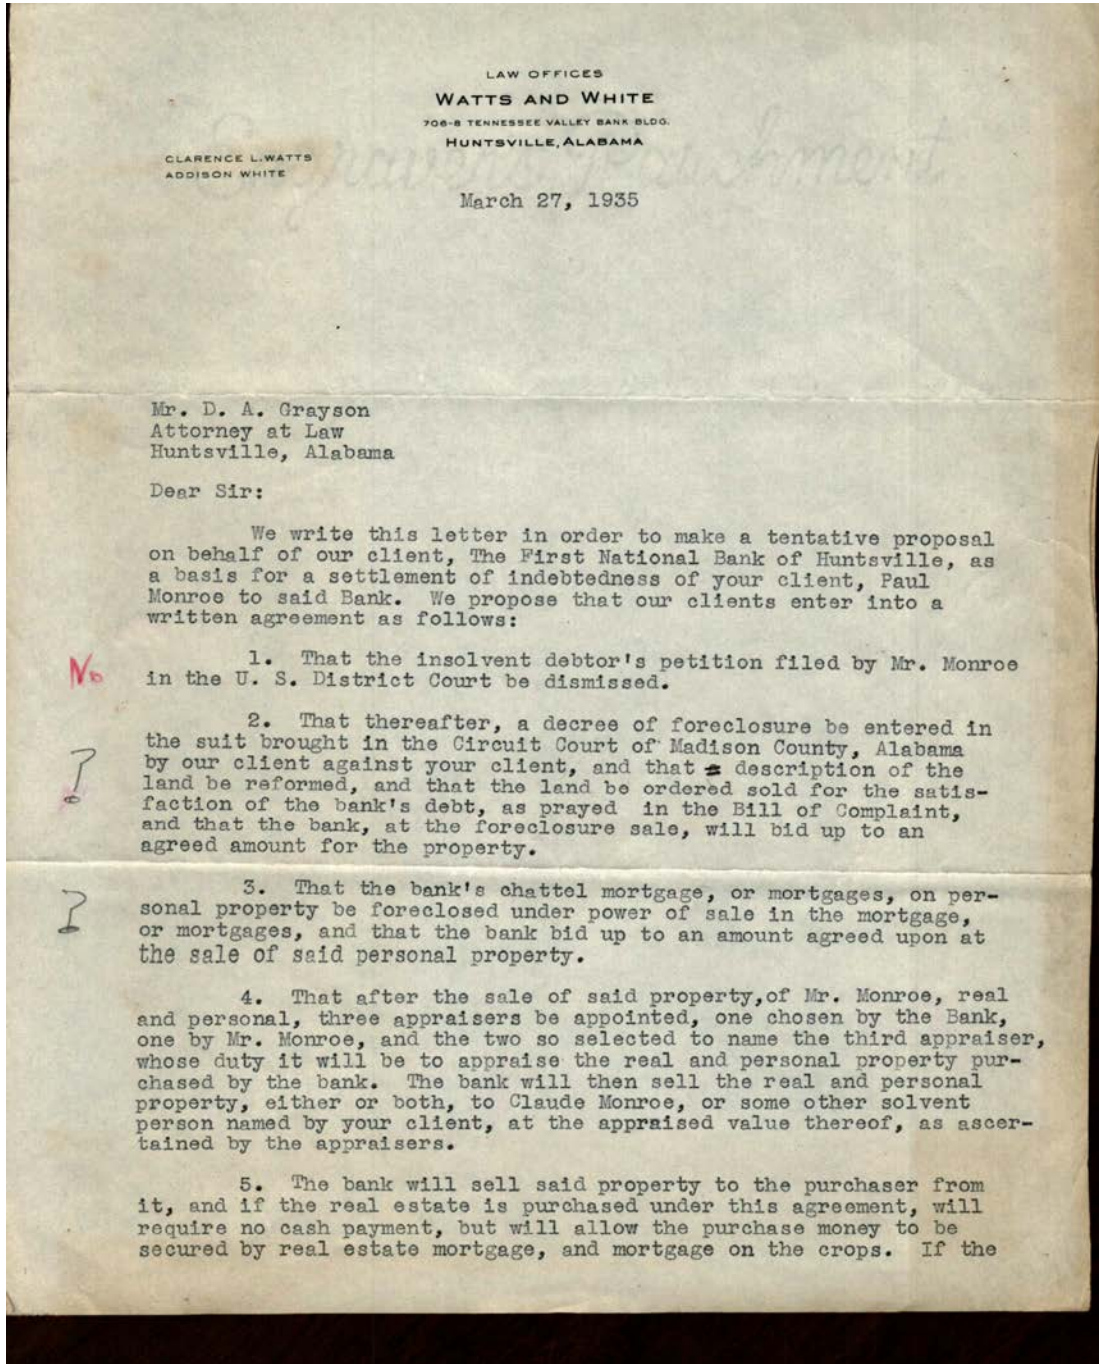 LAW OFFICES
WATTS AND WHITE
706-8 TENNESSEE VALLEY BANK BLDG.
HUNTSVILLE, ALABAMA
CLARENCE L. WATTS
ADDISON WHITE
March 27, 1935
Mr. D. A. Grayson
Attorney at Law
Huntsville, Alabama
Dear Sir:
We write this letter in order to make a tentative proposal
on behalf of our client, The First National Bank of Huntsville, as
a basis for a settlement of indebtedness of your client, Paul
Monroe to said Bank. We propose that our clients enter into a
written agreement as follows:
No
1. That the insolvent debtor's petition filed by Mr. Monroe
in the U. S. District Court be dismissed.
?
2. That thereafter, a decree of foreclosure be entered in
the suit brought in the Circuit Court of Madison County, Alabama
by our client against your client, and that description of the
land be reformed, and that the land be ordered sold for the satis-
faction of the bank's debt, as prayed in the Bill of Complaint,
and that the bank, at the foreclosure sale, will bid up to an
agreed amount for the property.
?
3. That the bank's chattel mortgage, or mortgages, on per-
sonal property be foreclosed under power of sale in the mortgage,
or mortgages, and that the bank bid up to an amount agreed upon at
the sale of said personal property.
4. That after the sale of said property,of Mr. Monroe, real
and personal, three appraisers be appointed, one chosen by the Bank,
one by Mr. Monroe, and the two so selected to name the third appraiser,
whose duty it will be to appraise the real and personal property pur-
chased by the bank. The bank will then sell the real and personal
property, either or both, to Claude Monroe, or some other solvent
person named by your client, at the appraised value thereof, as ascer-
tained by the appraisers.
5. The bank will sell said property to the purchaser from
it, and if the real estate is purchased under this agreement, will
require no cash payment, but will allow the purchase money to be
secured by real estate mortgage, and mortgage on the crops. If the